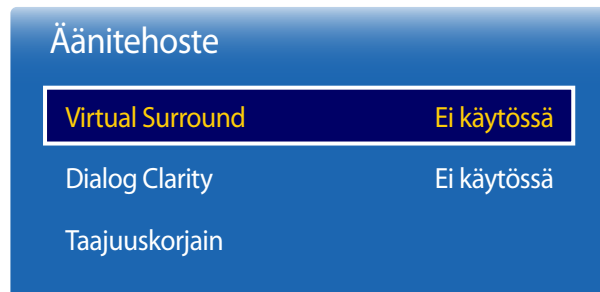 Äänitehoste
Virtual Surround Ei käytössä
Dialog Clarity Ei käytössä
Taajuuskorjain